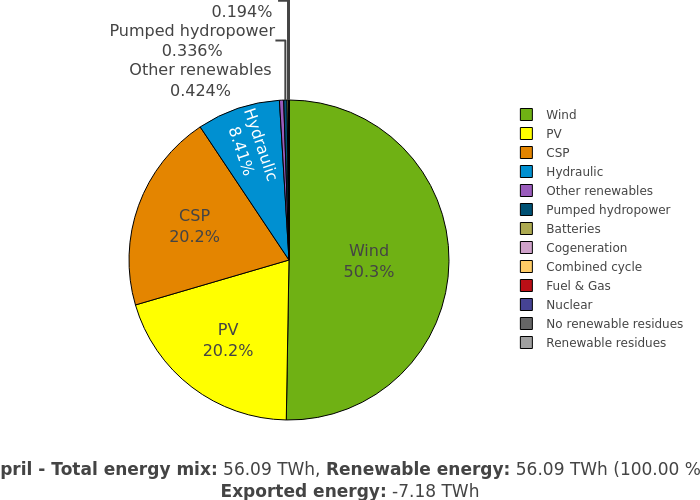 0.194%
Pumped hydropower
0.336%
Other renewables
0.424%
Hydraulic
8.41%
CSP
20.2%
Wind
50.3%
PV
20.2%
Wind
PV
CSP
Hydraulic
Other renewables
Pumped hydropower
Batteries
Cogeneration
Combined cycle
Fuel & Gas
Nuclear
No renewable residues
Renewable residues
pril - Total energy mix: 56.09 TWh, Renewable energy: 56.09 TWh (100.00 %
Exported energy: -7.18 TWh